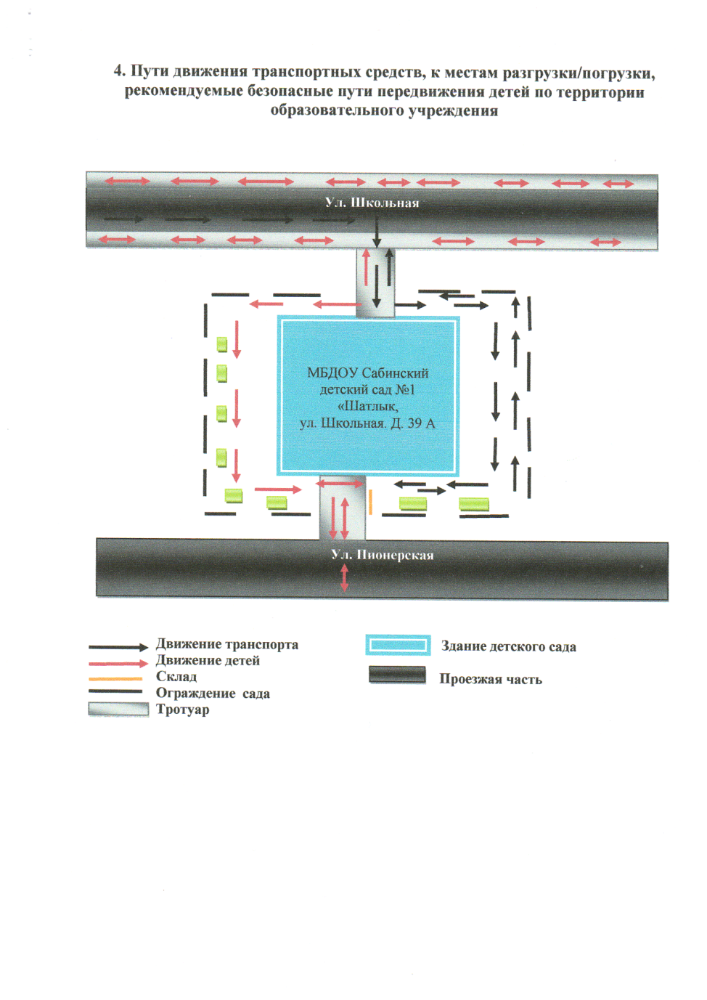 4. Пути движения транспортных средств, к местам разгрузки/погрузки,
рекомендуемые безопасные пути передвижения детей по территории
образовательного учреждения
Ул. Школьная
МБДОУ Сабинский
детский сад №1
«Шатлык,
ул. Школьная. Д. 39 А
Ул. Пионерская
Движение транспорта
Движение детей
Склад
Ограждение сада
Тротуар
Здание детского сада
Проезжая часть